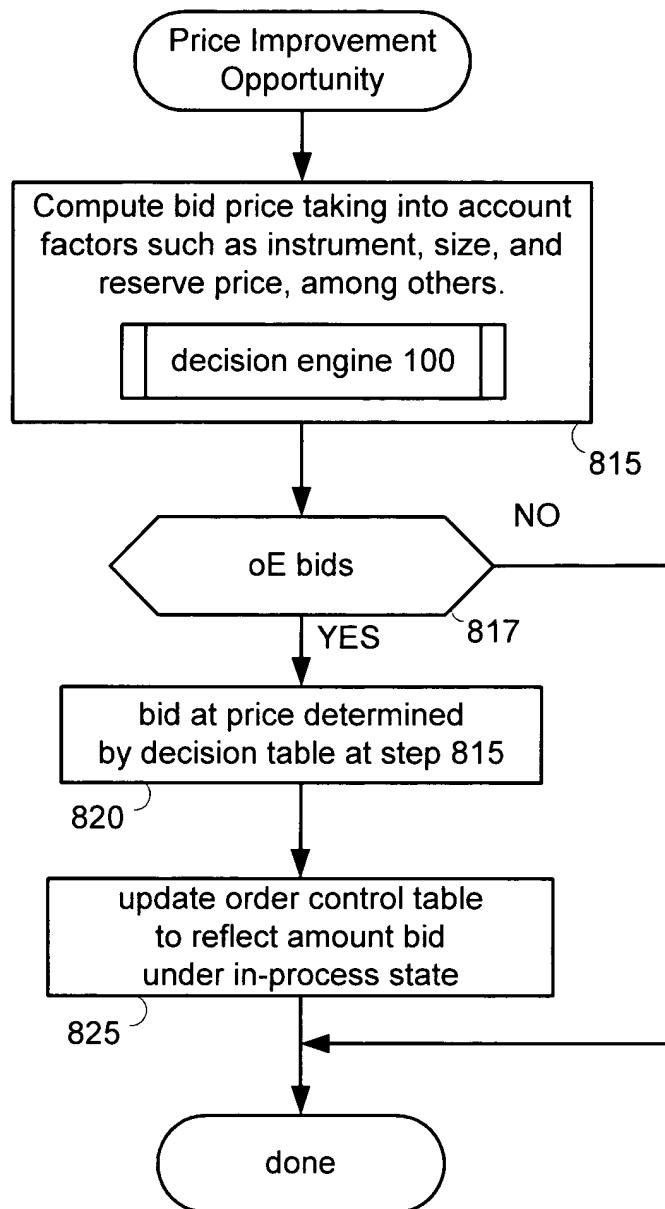 Price Improvement
Opportunity
Compute bid price taking into account
factors such as instrument, size, and
reserve price, among others.
decision engine 100
815
NO
oE bids
817
YES
bid at price determined
by decision table at step 815
820
update order control table
to reflect amount bid
under in-process state
825
done